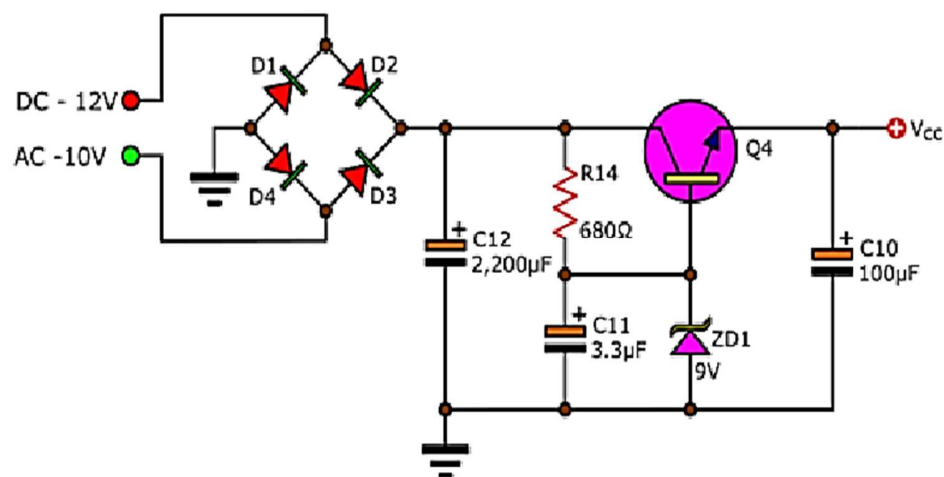 DC - 12V
AC -10V
D1
D2
D4
D3
C12
2,200µF
R14
680Ω
C11
3.3µF
Q4
ZD1
9V
C10
100µF
Vcc
+
+
+
+